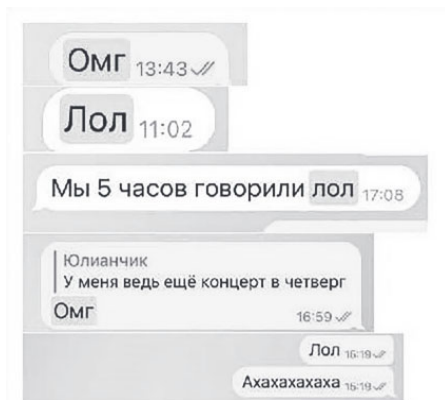 Омг 13:43
Лол 11:02
Мы 5 часов говорили лол 17:08
Юлианчик
У меня ведь ещё концерт в четверг
Омг 16:59
Лол 16:19
Ахахахахаха 16:19